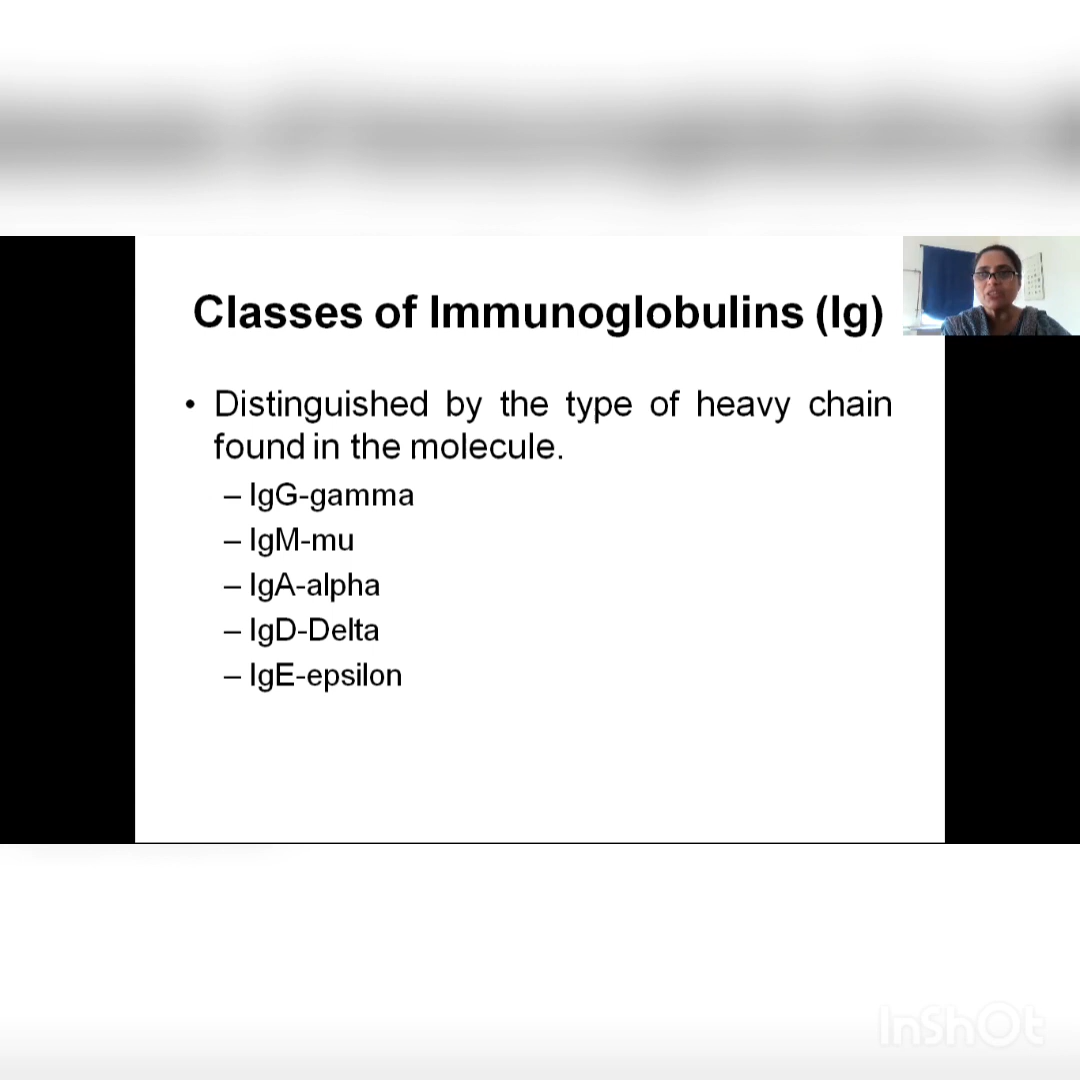 Classes of Immunoglobulins (Ig)
• Distinguished by the type of heavy chain
found in the molecule.
– IgG-gamma
– IgM-mu
– IgA-alpha
– IgD-Delta
– IgE-epsilon
InShOt